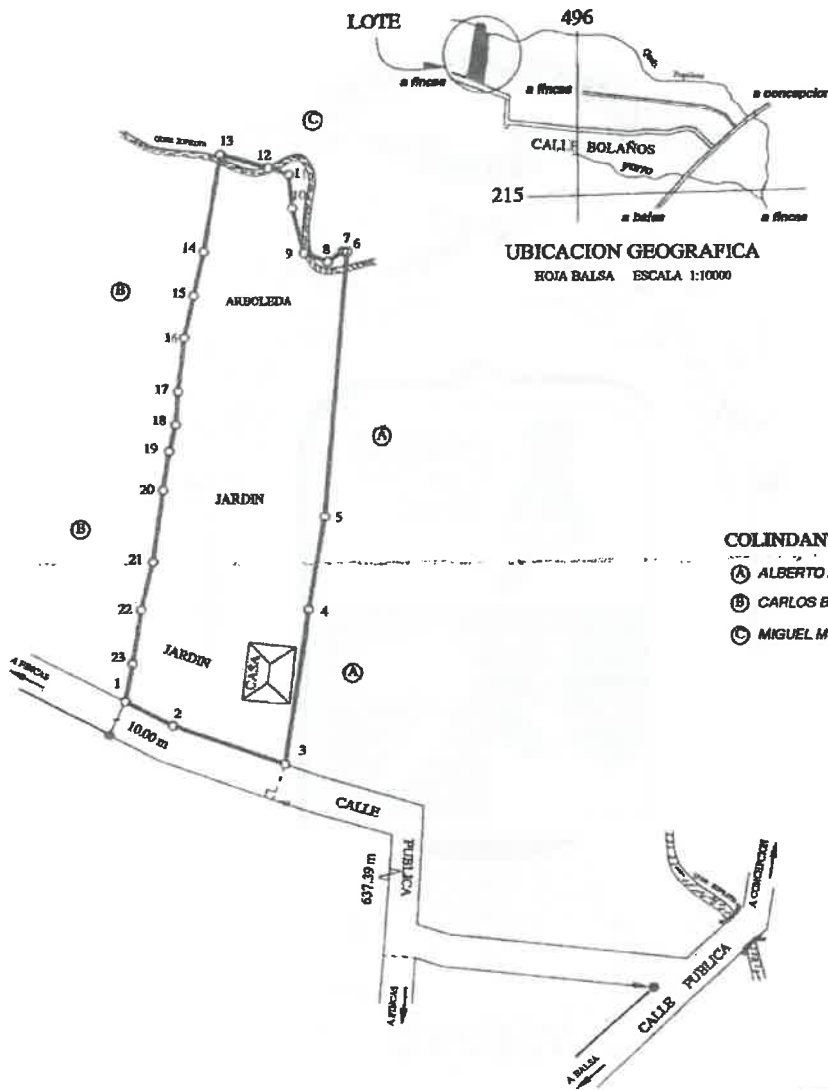 LOTE
496
a fincas
a fincas
a concepcion
CALLE BOLAÑOS
yurro
215
a balsa
a fincas
UBICACION GEOGRAFICA
HOJA BALSA ESCALA 1:10000
C
13
12
11
10
9
8
7
6
14
B
15
ARBOLEDA
16
17
18
A
19
20
JARDIN
5
B
21
COLINDAN
A ALBERTO
B CARLOS B
C MIGUEL M
22
4
23
JARDIN
CASA
A
A FINCAS
1
2
10.00 m
3
CALLE
PUBLICA
637.39 m
A FINCAS
A CONCEPCION
CALLE PUBLICA
A BALSA